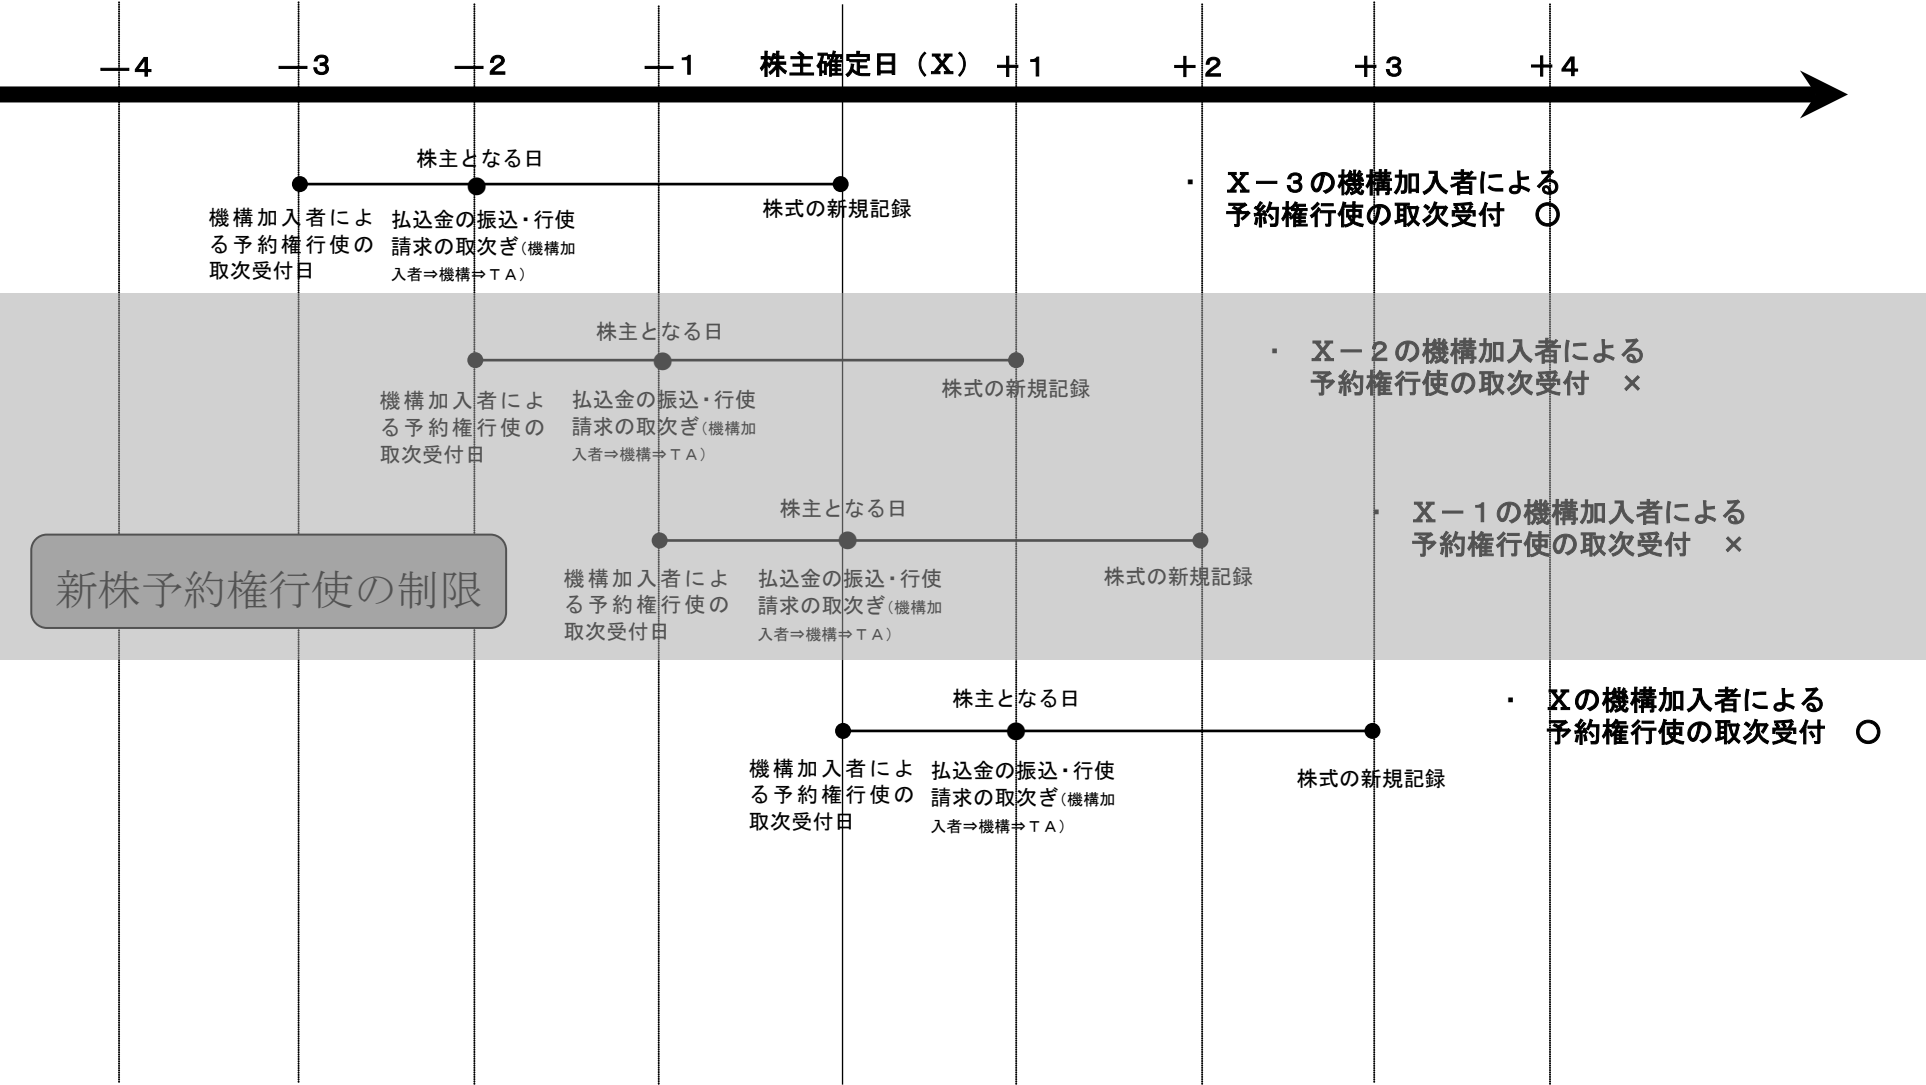 ―4 ―3 ―2 ―1 株主確定日（X） ＋1 ＋2 ＋3 ＋4
株主となる日
機構加入者によ
る予約権行使の
取次受付日
払込金の振込・行使
請求の取次ぎ（機構加
入者⇒機構⇒ＴＡ）
株式の新規記録
・ Ｘ－３の機構加入者による
予約権行使の取次受付 ○
株主となる日
機構加入者によ
る予約権行使の
取次受付日
払込金の振込・行使
請求の取次ぎ（機構加
入者⇒機構⇒ＴＡ）
株式の新規記録
・ Ｘ－２の機構加入者による
予約権行使の取次受付 ×
新株予約権行使の制限
株主となる日
機構加入者によ
る予約権行使の
取次受付日
払込金の振込・行使
請求の取次ぎ（機構加
入者⇒機構⇒ＴＡ）
株式の新規記録
・ Ｘ－１の機構加入者による
予約権行使の取次受付 ×
株主となる日
機構加入者によ
る予約権行使の
取次受付日
払込金の振込・行使
請求の取次ぎ（機構加
入者⇒機構⇒ＴＡ）
株式の新規記録
・ Ｘの機構加入者による
予約権行使の取次受付 ○